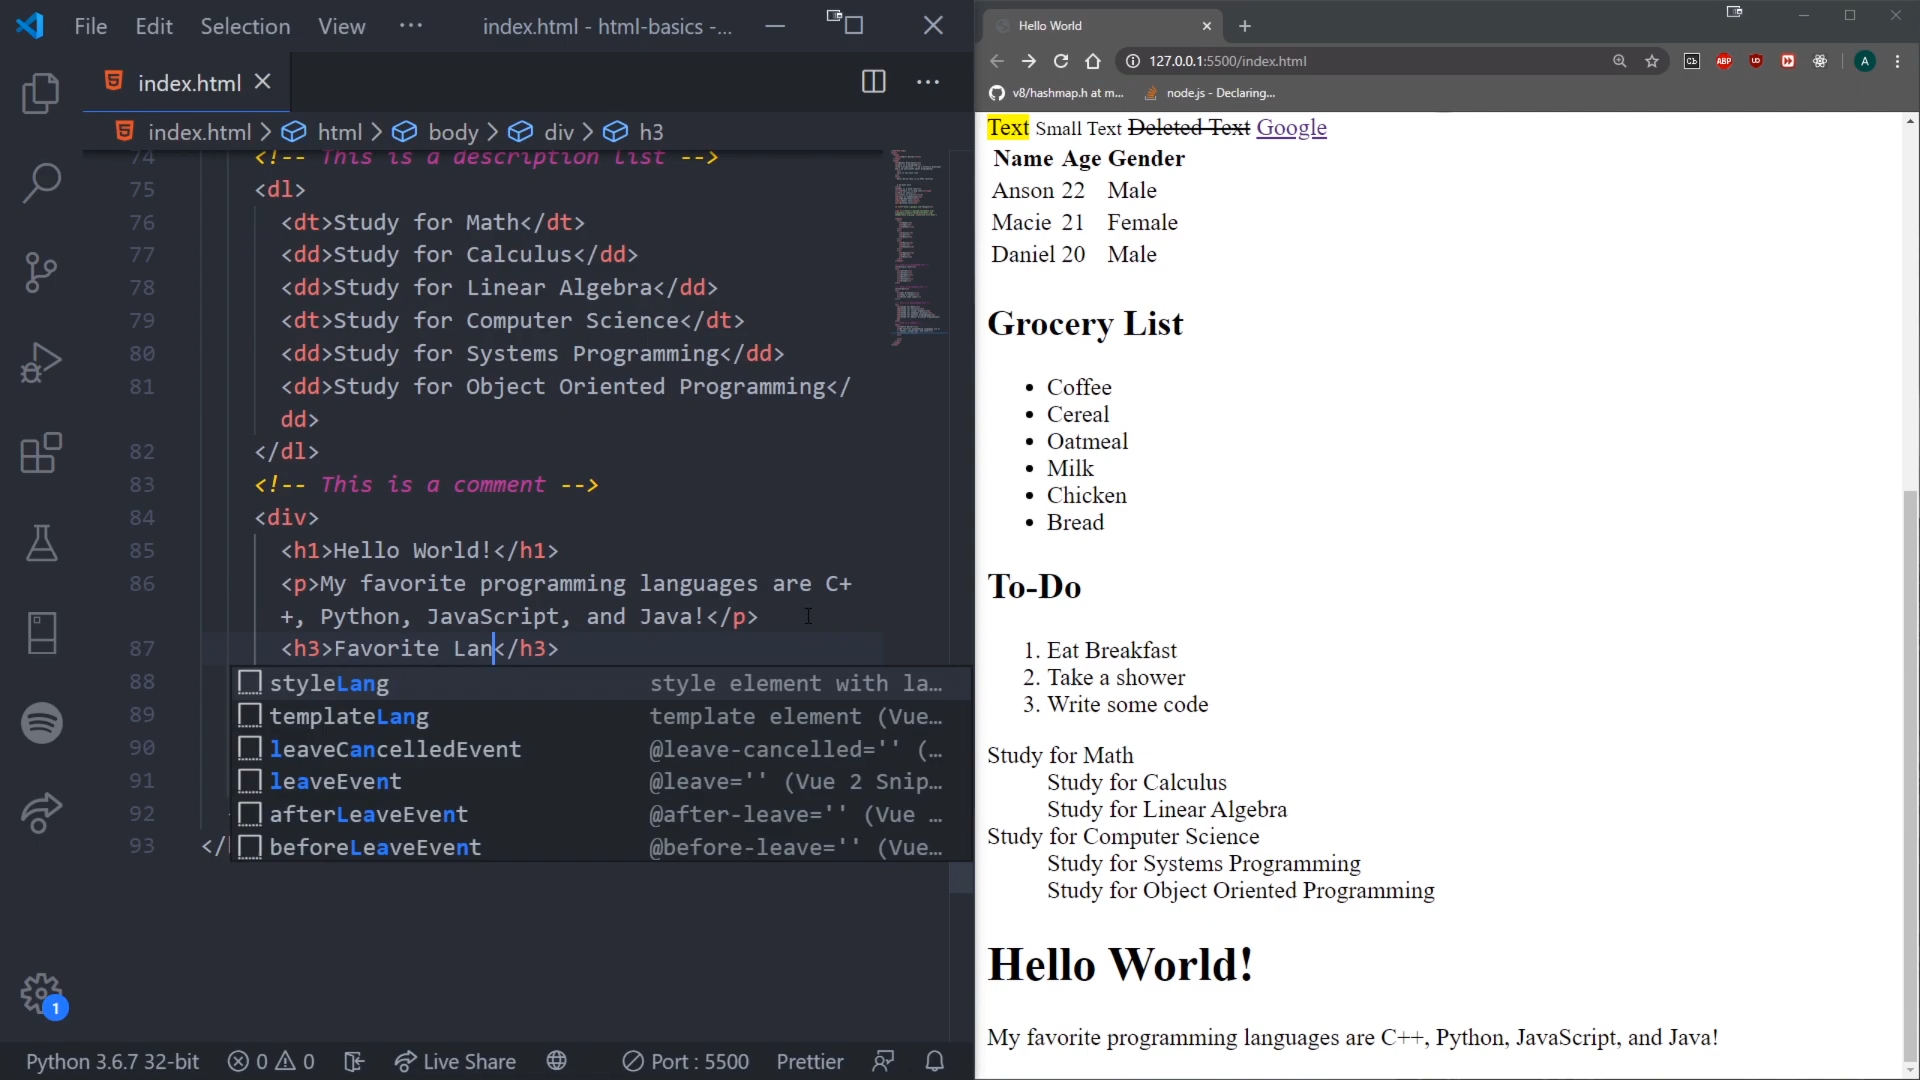 File Edit Selection View ··· index.html - html-basics -...
index.html
index.html > html > body > div > h3
74 <!-- This is a description list -->
75 <dl>
76 <dt>Study for Math</dt>
77 <dd>Study for Calculus</dd>
78 <dd>Study for Linear Algebra</dd>
79 <dt>Study for Computer Science</dt>
80 <dd>Study for Systems Programming</dd>
81 <dd>Study for Object Oriented Programming</
dd>
82 </dl>
83 <!-- This is a comment -->
84 <div>
85 <h1>Hello World!</h1>
86 <p>My favorite programming languages are C+
+, Python, JavaScript, and Java!</p>
87 <h3>Favorite Lan</h3>
88 styleLang style element with la...
89 templateLang template element (Vue...
90 leaveCancelledEvent @leave-cancelled='' (...
91 leaveEvent @leave='' (Vue 2 Snip...
92 afterLeaveEvent @after-leave='' (Vue ...
93 </ beforeLeaveEvent @before-leave='' (Vue...
1
Python 3.6.7 32-bit 0 0 Live Share Port : 5500 Prettier
Hello World
127.0.0.1:5500/index.html ABP A
v8/hashmap.h at m... node.js - Declaring...
Text Small Text Deleted Text Google
Name Age Gender
Anson 22 Male
Macie 21 Female
Daniel 20 Male
Grocery List
• Coffee
• Cereal
• Oatmeal
• Milk
• Chicken
• Bread
To-Do
1. Eat Breakfast
2. Take a shower
3. Write some code
Study for Math
Study for Calculus
Study for Linear Algebra
Study for Computer Science
Study for Systems Programming
Study for Object Oriented Programming
Hello World!
My favorite programming languages are C++, Python, JavaScript, and Java!